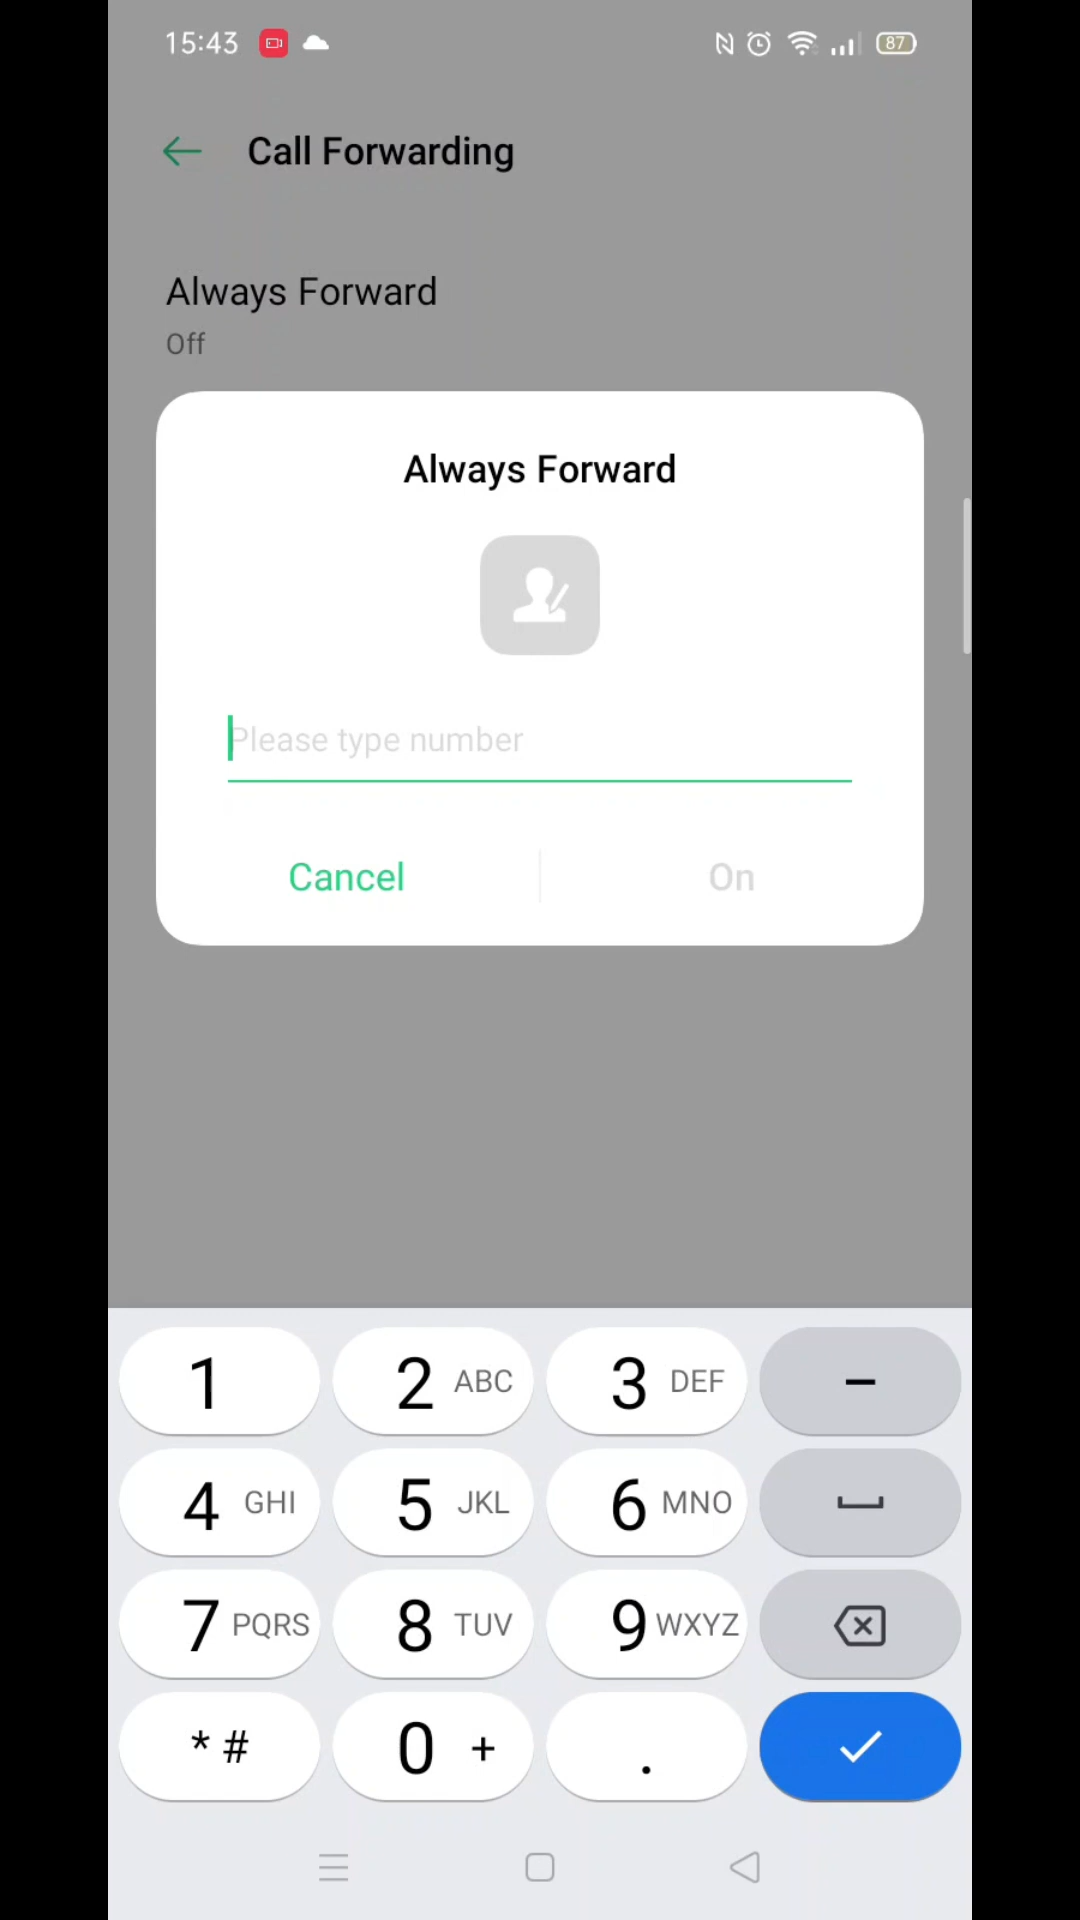 15:43 87
Call Forwarding
Always Forward
Off
Always Forward
Please type number
Cancel On
1 2 ABC 3 DEF –
4 GHI 5 JKL 6 MNO
7 PQRS 8 TUV 9 WXYZ
* # 0 + .